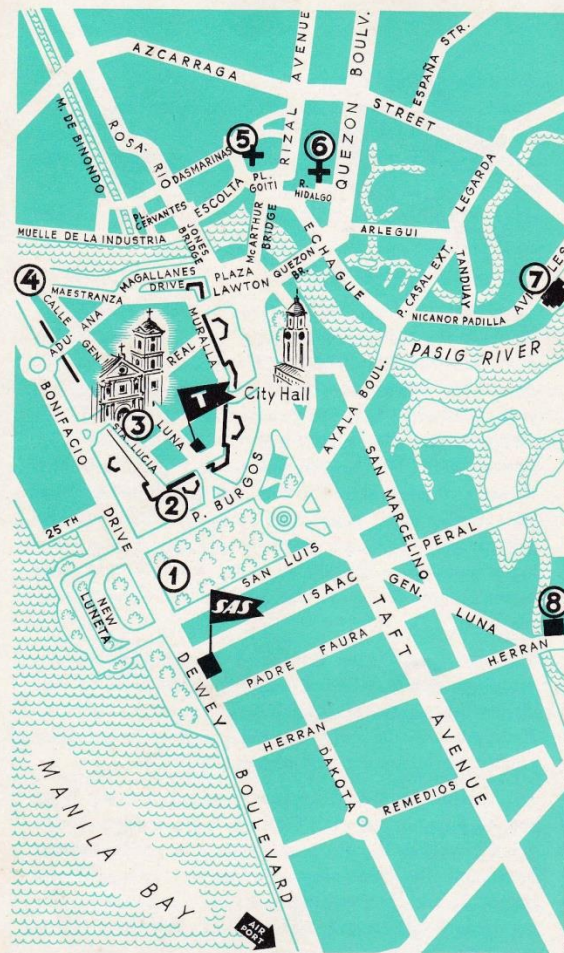 AZCARRAGA STREET
RIZAL AVENUE
QUEZON BOULV.
ESPAÑA STR.
M. DE BINONDO
ROSARIO
DASMARINAS
5
6
PL. GOITI
R. HIDALGO
LEGARDA
PL. CERVANTES
ESCOLTA
JONES BRIDGE
McARTHUR BRIDGE
QUEZON BR.
ECHAGUE
ARLEGUI
P. CASAL EXT.
TANDUAY
AVILES
7
MUELLE DE LA INDUSTRIA
MAGALLANES DRIVE
PLAZA LAWTON
NICANOR PADILLA
4
MAESTRANZA
CALLE ADUANA
GEN.
REAL
MURALLA
PASIG RIVER
City Hall
T
AYALA BOUL.
3
LUNA
STA LUCIA
BONIFACIO DRIVE
2
P. BURGOS
SAN MARCELINO
25TH
1
SAN LUIS
ISAAC PERAL
GEN. LUNA
NEW LUNETA
SAS
PADRE FAURA
TAFT AVENUE
8
HERRAN
DEWEY BOULEVARD
HERRAN
DAKOTA
REMEDIOS
MANILA BAY
AIR PORT